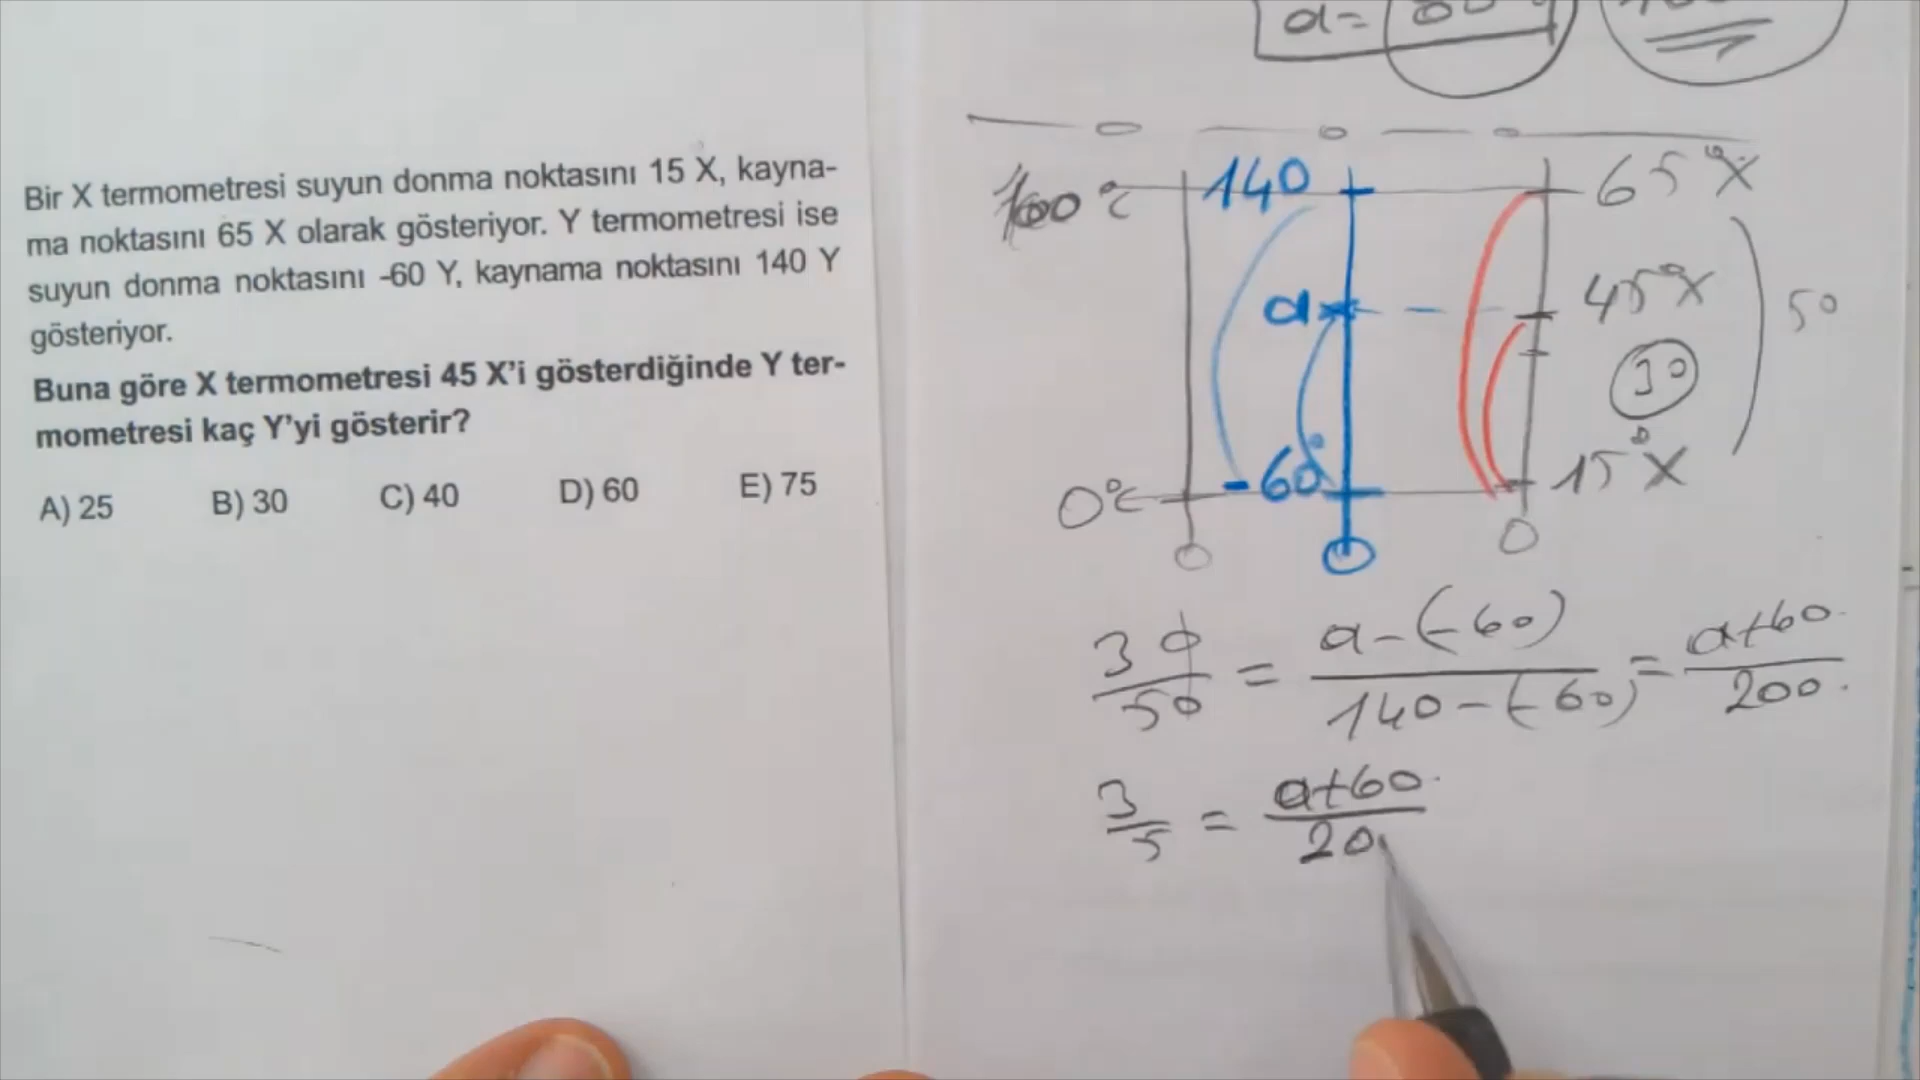 Bir X termometresi suyun donma noktasını 15 X, kayna-
ma noktasını 65 X olarak gösteriyor. Y termometresi ise
suyun donma noktasını -60 Y, kaynama noktasını 140 Y
gösteriyor.
Buna göre X termometresi 45 X'i gösterdiğinde Y ter-
mometresi kaç Y'yi gösterir?
A) 25 B) 30 C) 40 D) 60 E) 75
a=
100 °C 140 65°X
a 45°X 50
30
0°C -60° 15°X
30/50 = a-(-60)/140-(-60) = a+60/200
3/5 = a+60/20